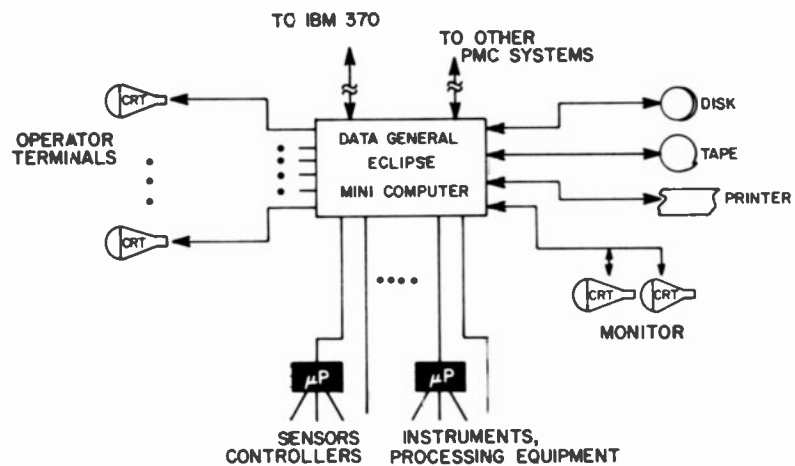 TO IBM 370
TO OTHER
PMC SYSTEMS
CRT
OPERATOR
TERMINALS
CRT
DATA GENERAL
ECLIPSE
MINI COMPUTER
DISK
TAPE
PRINTER
CRT CRT
MONITOR
μP μP
SENSORS
CONTROLLERS
INSTRUMENTS,
PROCESSING EQUIPMENT